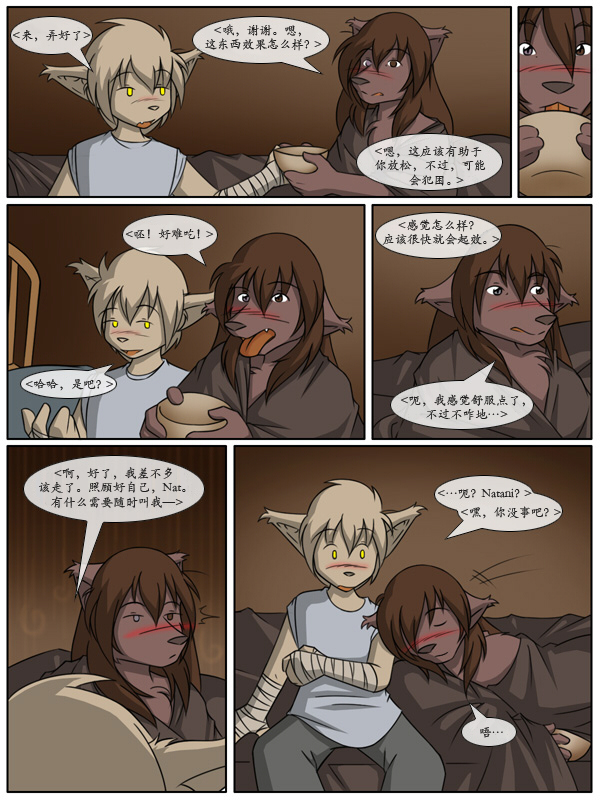 <来，弄好了>
<哦，谢谢。嗯，
这东西效果怎么样？>
<嗯，这应该有助于
你放松，不过，可能
会犯困。>
<呸！好难吃！>
<哈哈，是吧？>
<感觉怎么样？
应该很快就会起效。>
<呃，我感觉舒服点了，
不过不咋地…>
<啊，好了，我差不多
该走了。照顾好自己，Nat。
有什么需要随时叫我—>
<…呃？Natani？>
<嘿，你没事吧？>
唔…